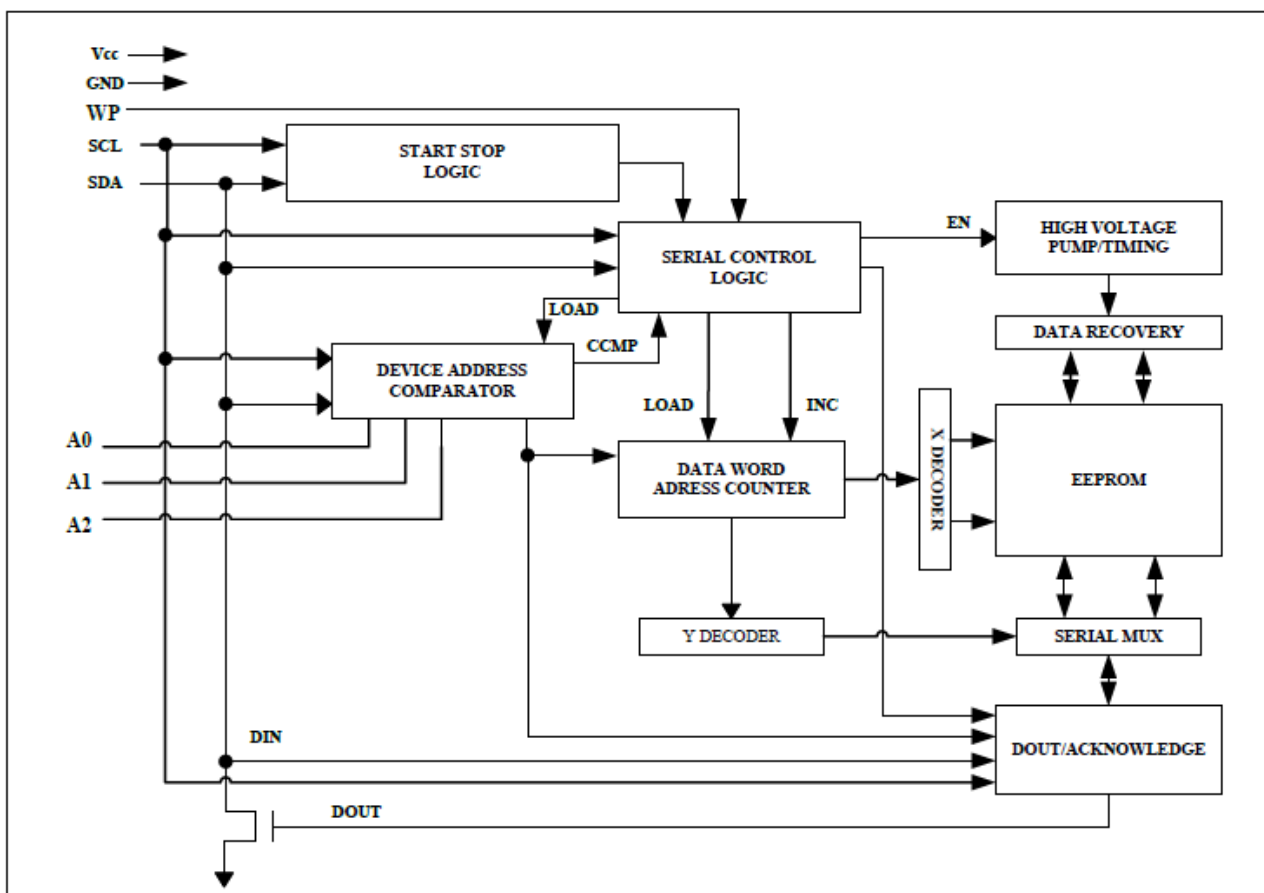 Vcc
GND
WP
SCL
SDA
START STOP
LOGIC
SERIAL CONTROL
LOGIC
EN
HIGH VOLTAGE
PUMP/TIMING
LOAD
CCMP
DATA RECOVERY
DEVICE ADDRESS
COMPARATOR
LOAD
INC
A0
A1
A2
DATA WORD
ADRESS COUNTER
X DECODER
EEPROM
Y DECODER
SERIAL MUX
DIN
DOUT/ACKNOWLEDGE
DOUT